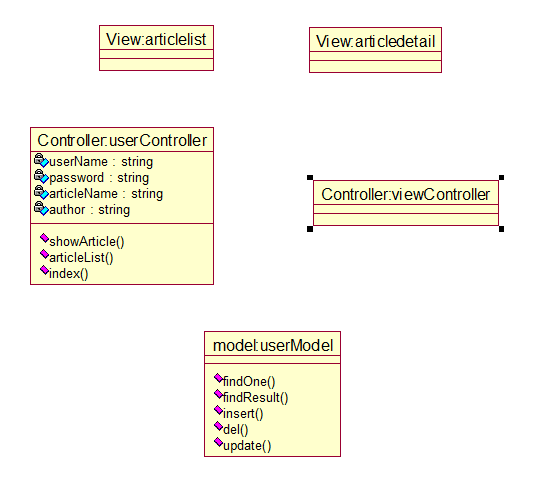 View:articlelist
View:articledetail
Controller:userController
userName : string
password : string
articleName : string
author : string
showArticle()
articleList()
index()
Controller:viewController
model:userModel
findOne()
findResult()
insert()
del()
update()